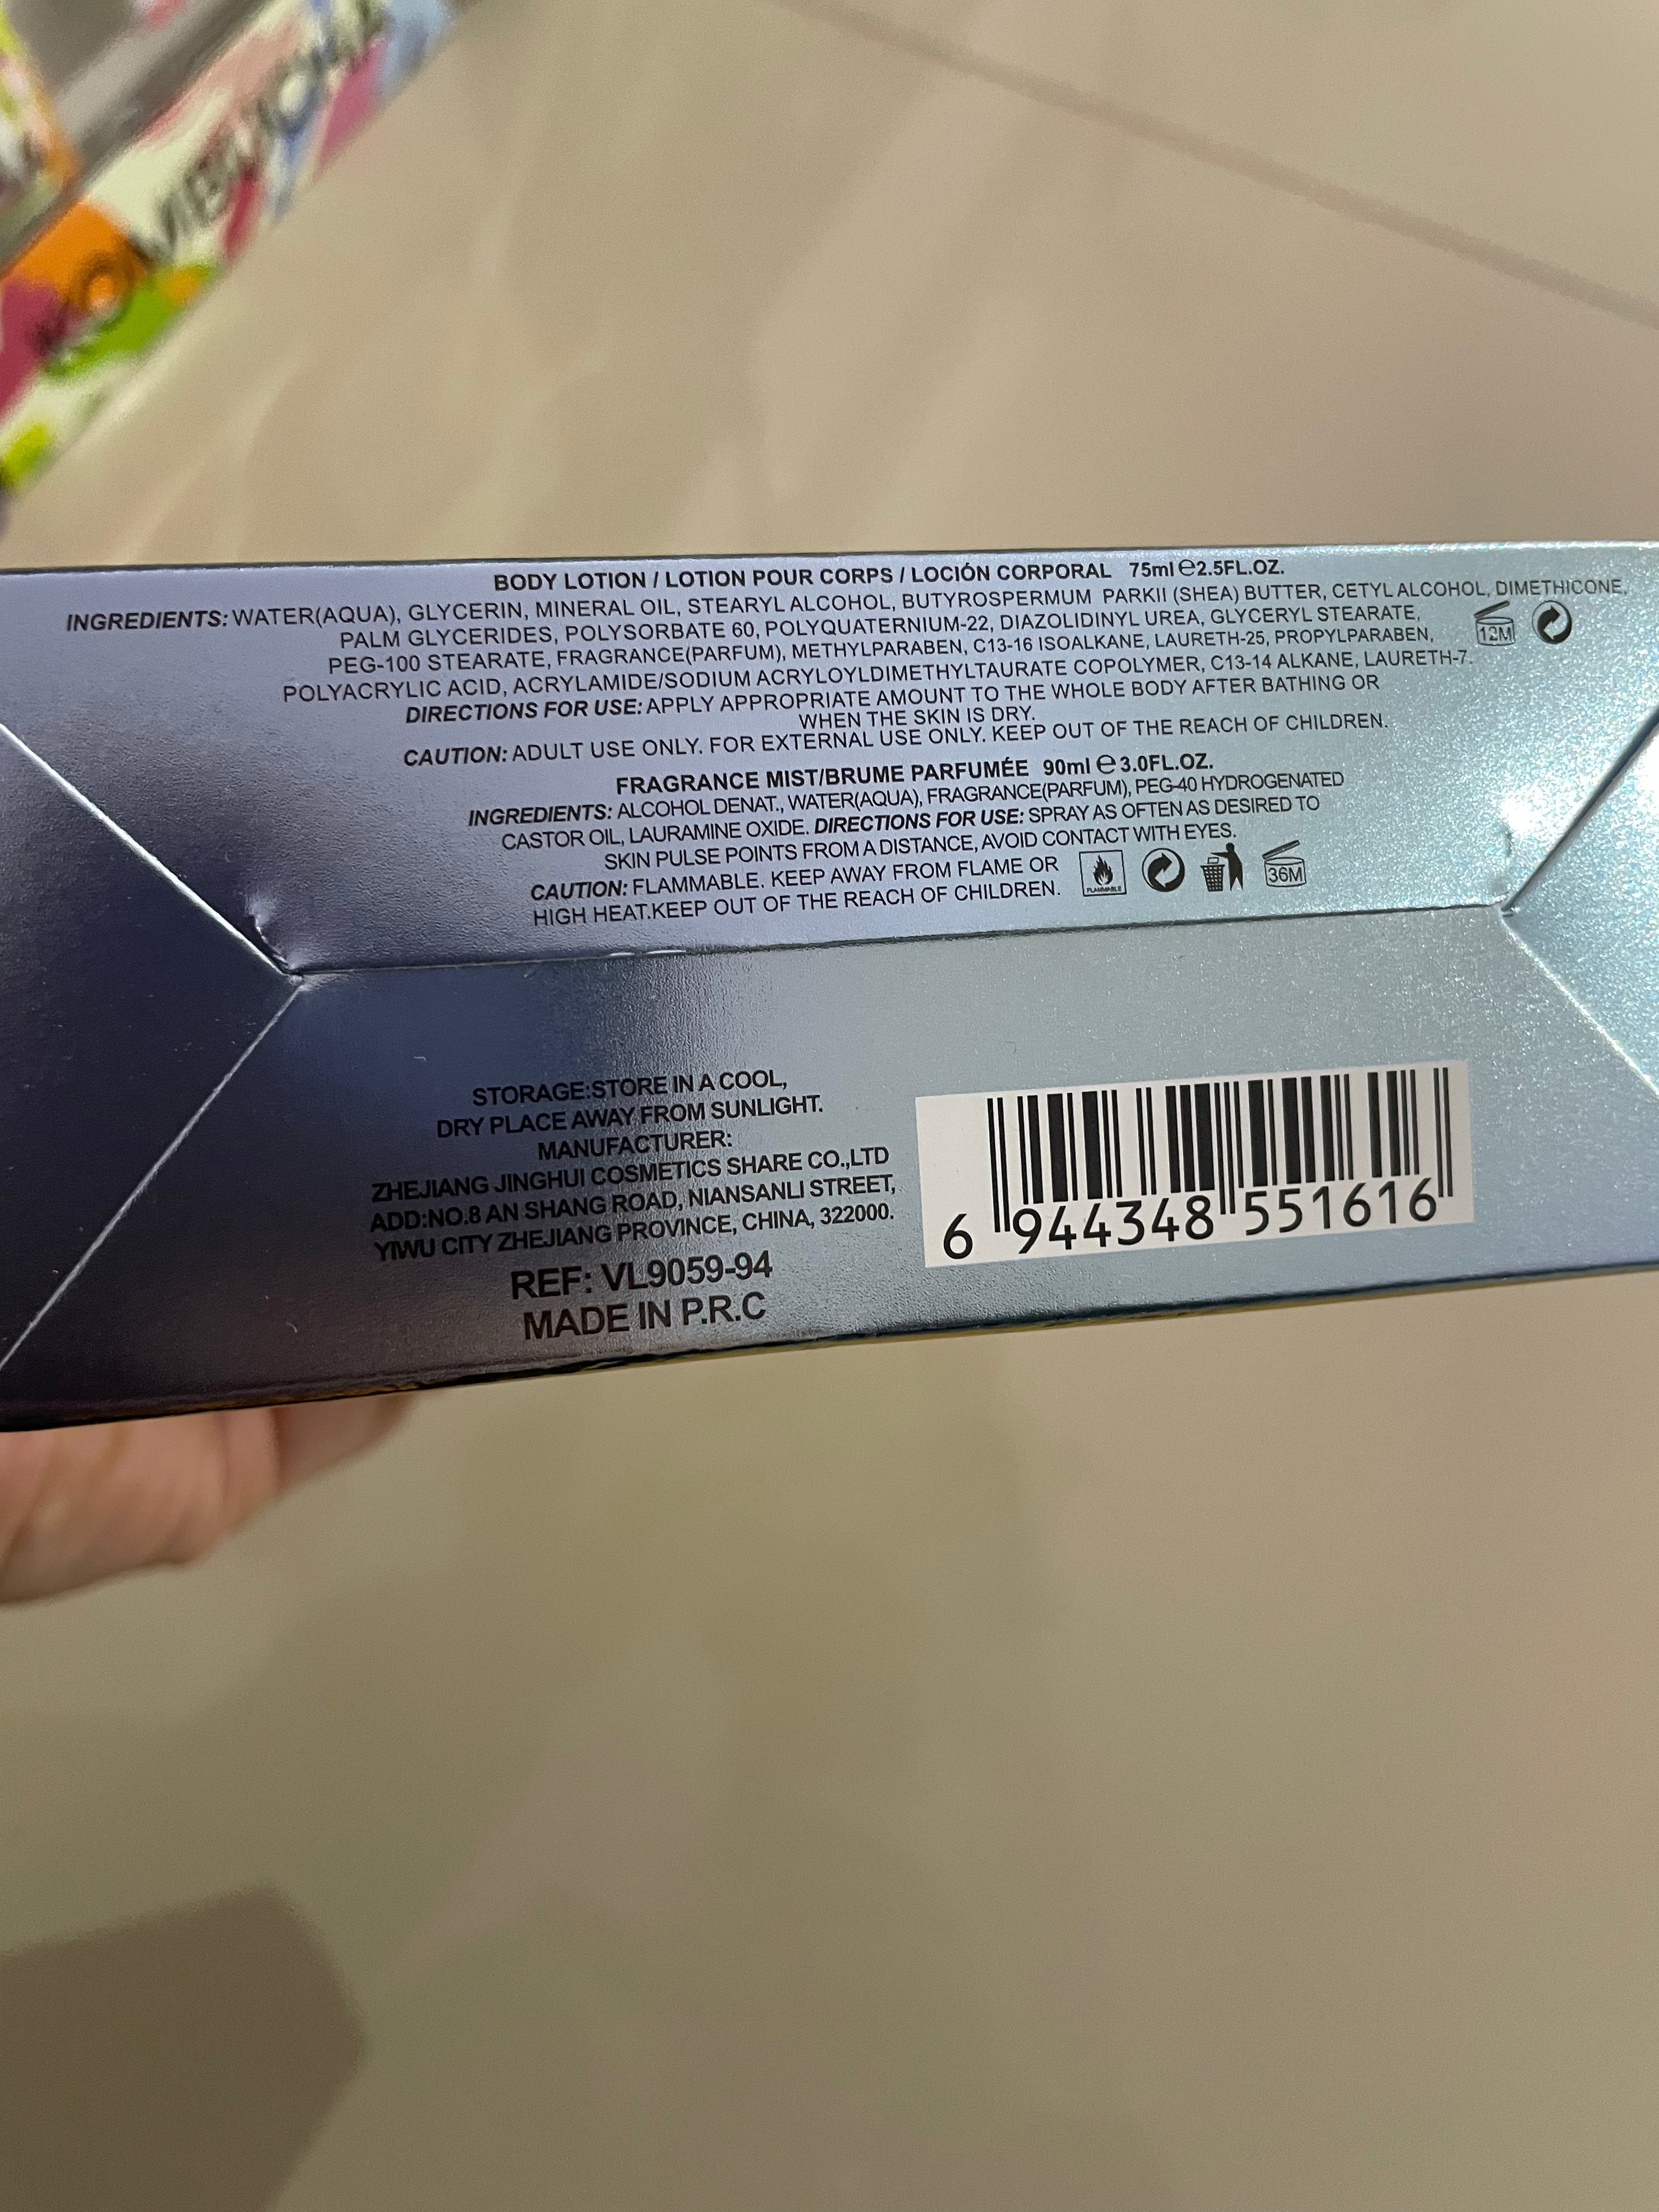 BODY LOTION / LOTION POUR CORPS / LOCIÓN CORPORAL 75ml e 2.5FL.OZ.
INGREDIENTS: WATER(AQUA), GLYCERIN, MINERAL OIL, STEARYL ALCOHOL, BUTYROSPERMUM PARKII (SHEA) BUTTER, CETYL ALCOHOL, DIMETHICONE,
PALM GLYCERIDES, POLYSORBATE 60, POLYQUATERNIUM-22, DIAZOLIDINYL UREA, GLYCERYL STEARATE,
PEG-100 STEARATE, FRAGRANCE(PARFUM), METHYLPARABEN, C13-16 ISOALKANE, LAURETH-25, PROPYLPARABEN,
POLYACRYLIC ACID, ACRYLAMIDE/SODIUM ACRYLOYLDIMETHYLTAURATE COPOLYMER, C13-14 ALKANE, LAURETH-7.
12M
DIRECTIONS FOR USE: APPLY APPROPRIATE AMOUNT TO THE WHOLE BODY AFTER BATHING OR
WHEN THE SKIN IS DRY.
CAUTION: ADULT USE ONLY. FOR EXTERNAL USE ONLY. KEEP OUT OF THE REACH OF CHILDREN.
FRAGRANCE MIST/BRUME PARFUMÉE 90ml e 3.0FL.OZ.
INGREDIENTS: ALCOHOL DENAT., WATER(AQUA), FRAGRANCE(PARFUM), PEG-40 HYDROGENATED
CASTOR OIL, LAURAMINE OXIDE. DIRECTIONS FOR USE: SPRAY AS OFTEN AS DESIRED TO
SKIN PULSE POINTS FROM A DISTANCE, AVOID CONTACT WITH EYES.
CAUTION: FLAMMABLE. KEEP AWAY FROM FLAME OR
HIGH HEAT.KEEP OUT OF THE REACH OF CHILDREN.
FLAMMABLE
36M
STORAGE:STORE IN A COOL,
DRY PLACE AWAY FROM SUNLIGHT.
MANUFACTURER:
ZHEJIANG JINGHUI COSMETICS SHARE CO.,LTD
ADD:NO.8 AN SHANG ROAD, NIANSANLI STREET,
YIWU CITY ZHEJIANG PROVINCE, CHINA, 322000.
REF: VL9059-94
MADE IN P.R.C
6 944348 551616